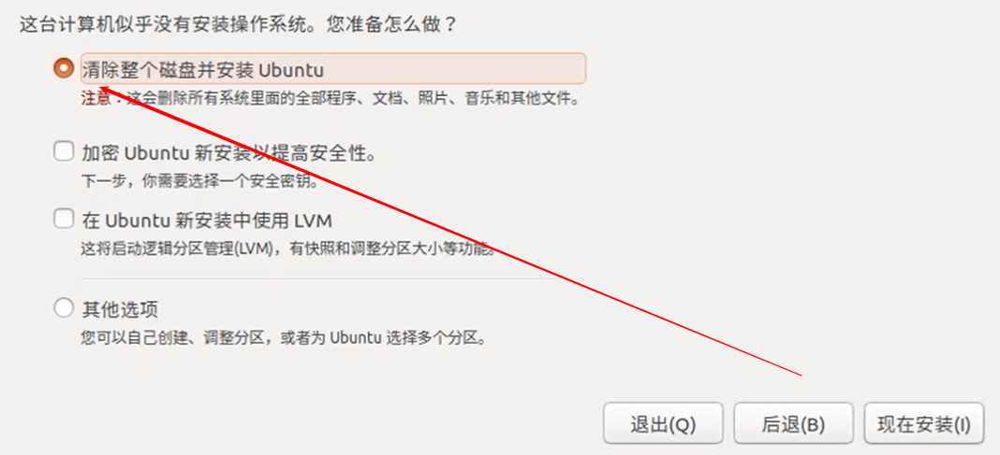 这台计算机似乎没有安装操作系统。您准备怎么做？
清除整个磁盘并安装 Ubuntu
注意：这会删除所有系统里面的全部程序、文档、照片、音乐和其他文件。
加密 Ubuntu 新安装以提高安全性。
下一步，你需要选择一个安全密钥。
在 Ubuntu 新安装中使用 LVM
这将启动逻辑分区管理(LVM)，有快照和调整分区大小等功能。
其他选项
您可以自己创建、调整分区，或者为 Ubuntu 选择多个分区。
退出(Q)
后退(B)
现在安装(I)